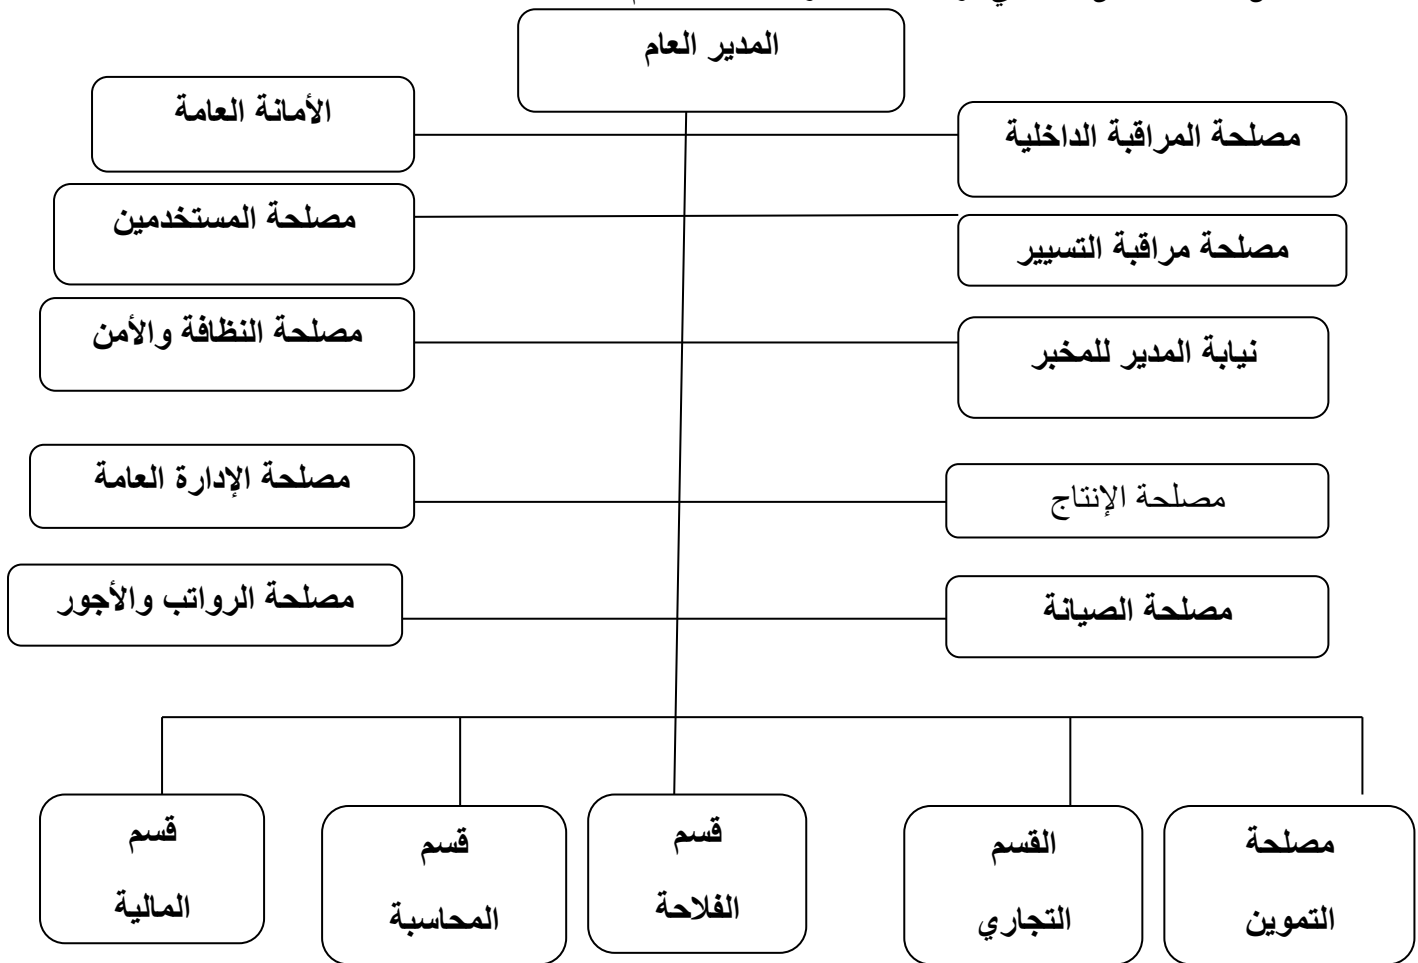 المدير العام
الأمانة العامة
مصلحة المراقبة الداخلية
مصلحة المستخدمين
مصلحة مراقبة التسيير
مصلحة النظافة والأمن
نيابة المدير للمخبر
مصلحة الإدارة العامة
مصلحة الإنتاج
مصلحة الرواتب والأجور
مصلحة الصيانة
مصلحة
التموين
القسم
التجاري
قسم
الفلاحة
قسم
المحاسبة
قسم
المالية